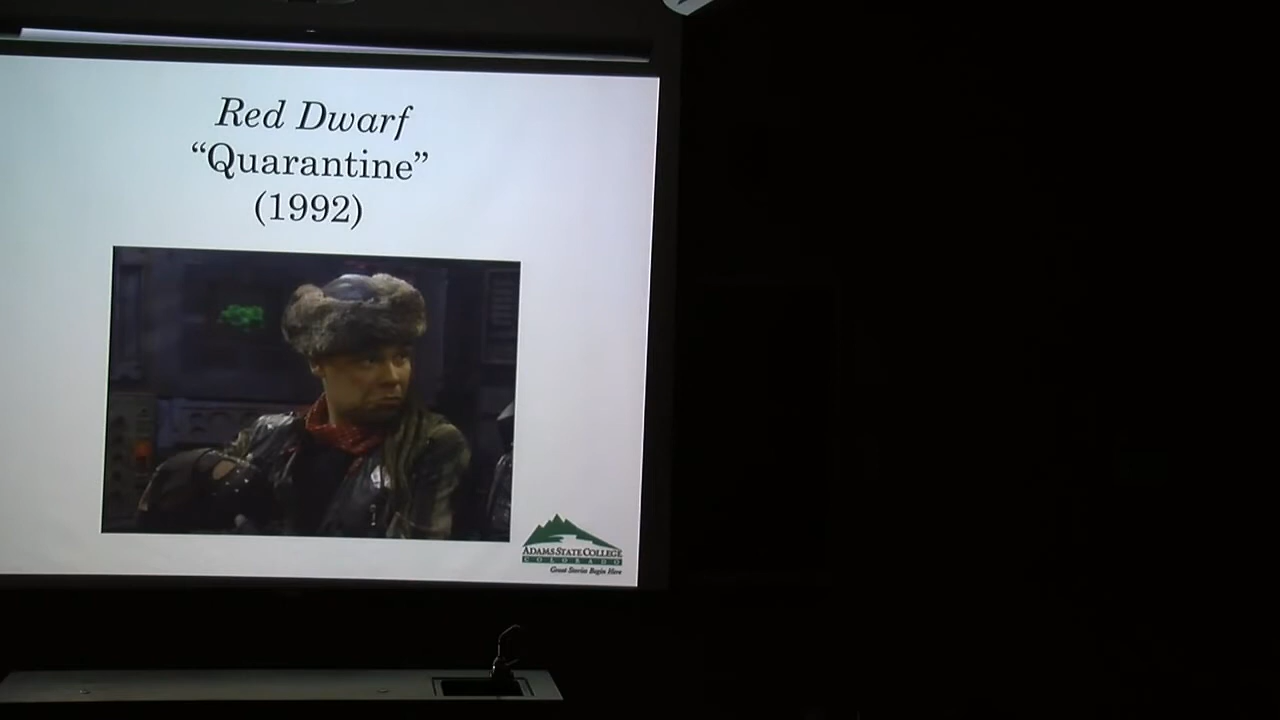 Red Dwarf
“Quarantine”
(1992)
ADAMS STATE COLLEGE
COLORADO
Great Stories Begin Here